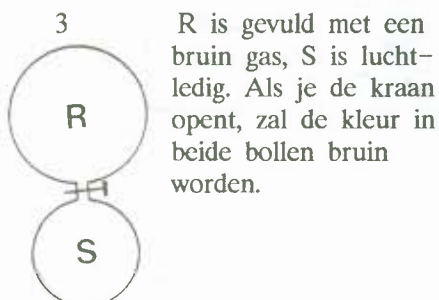 3
R is gevuld met een
bruin gas, S is lucht-
ledig. Als je de kraan
opent, zal de kleur in
beide bollen bruin
worden.
R
S